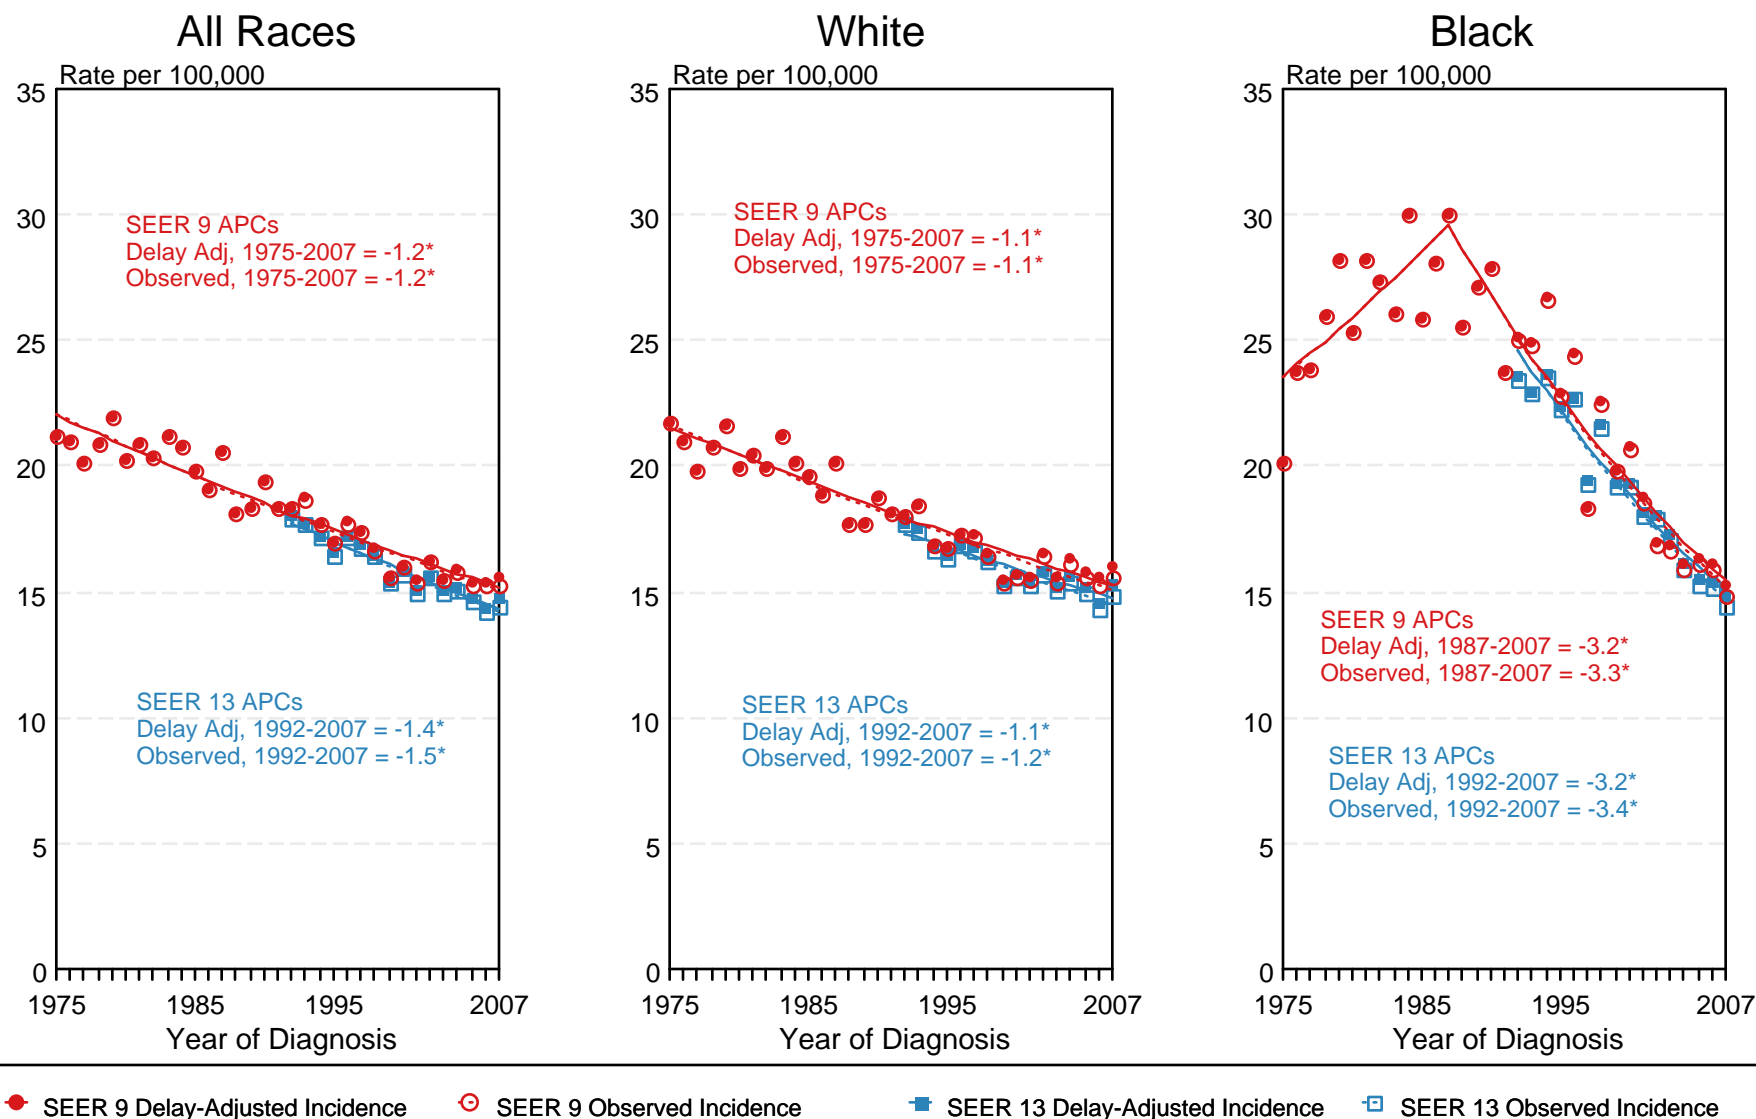 All Races
Rate per 100,000
35
30
25
20
15
10
5
0
SEER 9 APCs
Delay Adj, 1975-2007 = -1.2*
Observed, 1975-2007 = -1.2*
SEER 13 APCs
Delay Adj, 1992-2007 = -1.4*
Observed, 1992-2007 = -1.5*
1975 1985 1995 2007
Year of Diagnosis
White
Rate per 100,000
35
30
25
20
15
10
5
0
SEER 9 APCs
Delay Adj, 1975-2007 = -1.1*
Observed, 1975-2007 = -1.1*
SEER 13 APCs
Delay Adj, 1992-2007 = -1.1*
Observed, 1992-2007 = -1.2*
1975 1985 1995 2007
Year of Diagnosis
Black
Rate per 100,000
35
30
25
20
15
10
5
0
SEER 9 APCs
Delay Adj, 1987-2007 = -3.2*
Observed, 1987-2007 = -3.3*
SEER 13 APCs
Delay Adj, 1992-2007 = -3.2*
Observed, 1992-2007 = -3.4*
1975 1985 1995 2007
Year of Diagnosis
SEER 9 Delay-Adjusted Incidence SEER 9 Observed Incidence SEER 13 Delay-Adjusted Incidence SEER 13 Observed Incidence